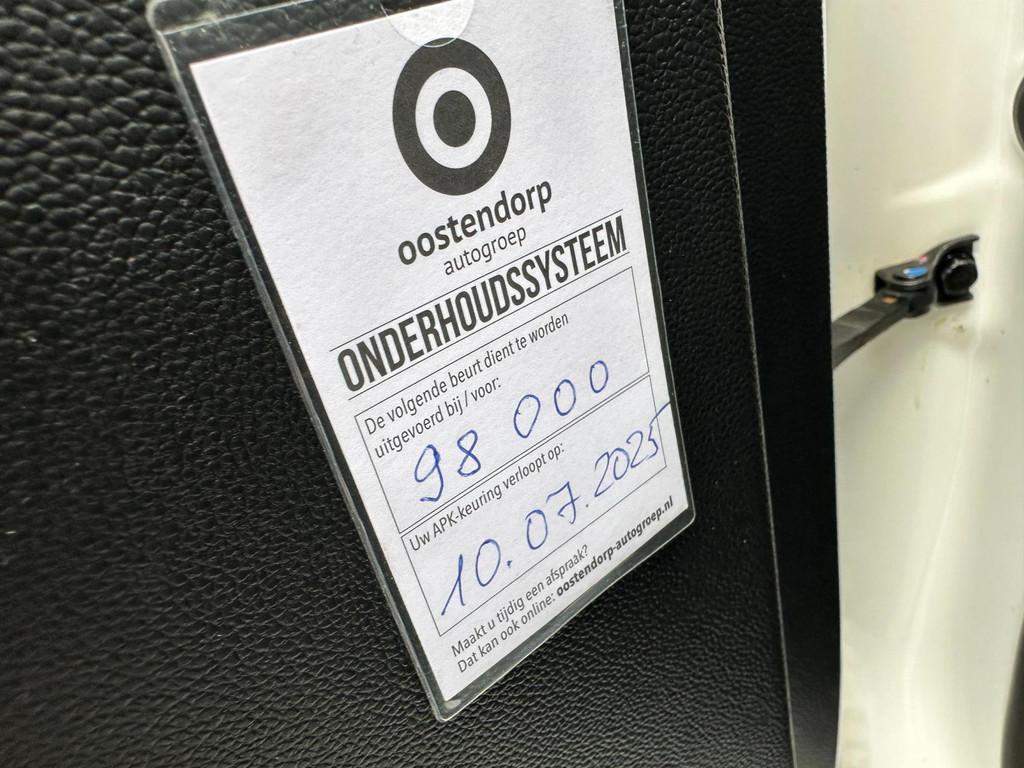 oostendorp
autogroep
ONDERHOUDSSYSTEEM
De volgende beurt dient te worden
uitgevoerd bij / voor:
98 000
Uw APK-keuring verloopt op:
10.07.2025
Maakt u tijdig een afspraak?
Dat kan ook online: oostendorp-autogroep.nl